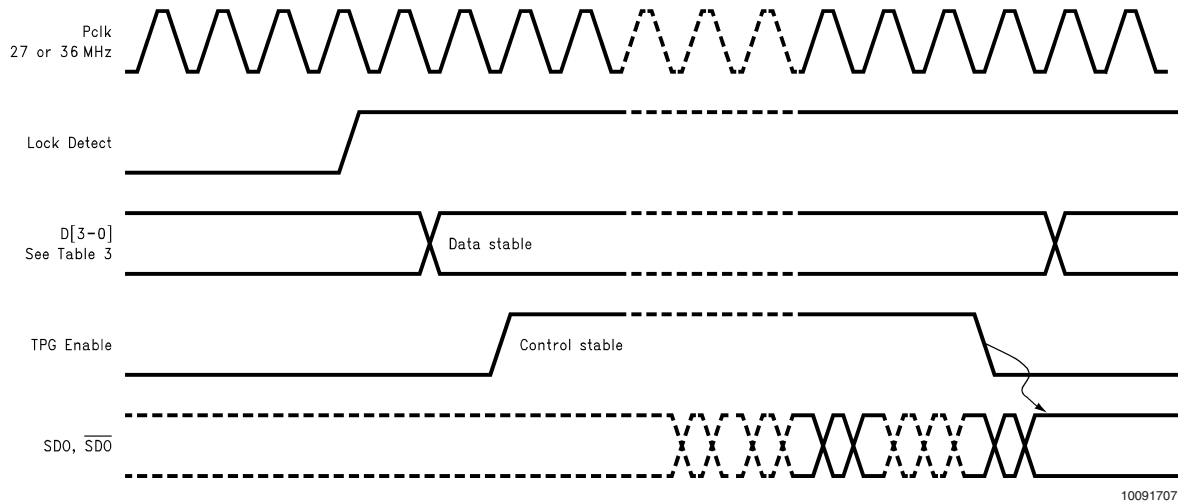 Pclk
27 or 36 MHz
Lock Detect
D[3-0]
See Table 3
Data stable
TPG Enable
Control stable
SDO, S̅D̅O̅
10091707